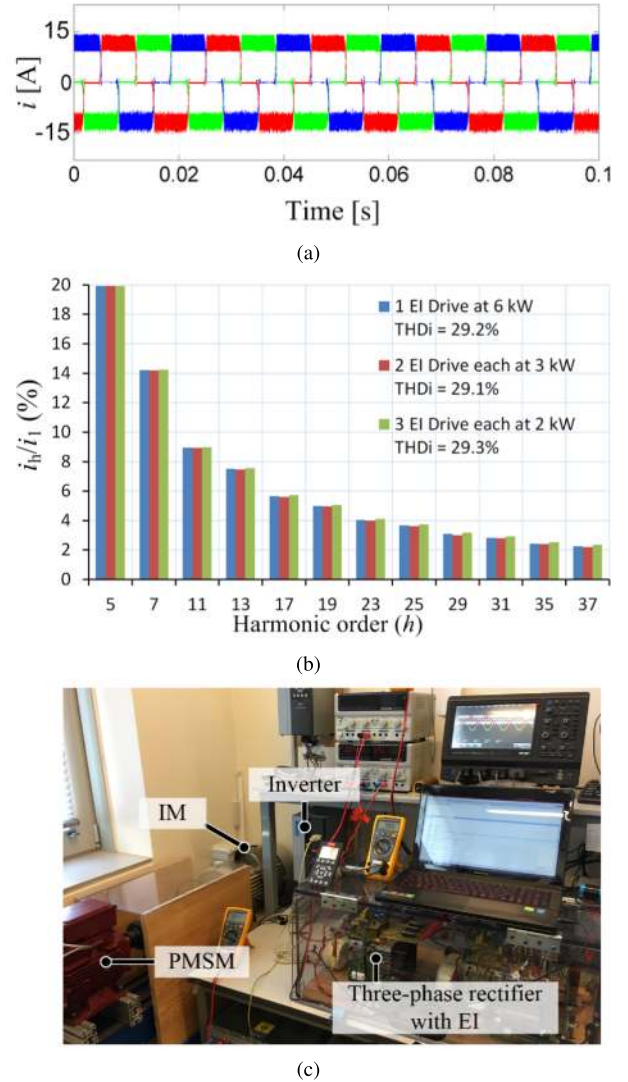 15
0
-15
i [A]
0 0.02 0.04 0.06 0.08 0.1
Time [s]
(a)
20
18
16
14
12
10
8
6
4
2
0
i_h/i_1 (%)
1 EI Drive at 6 kW
THDi = 29.2%
2 EI Drive each at 3 kW
THDi = 29.1%
3 EI Drive each at 2 kW
THDi = 29.3%
5 7 11 13 17 19 23 25 29 31 35 37
Harmonic order (h)
(b)
Inverter
IM
PMSM
Three-phase rectifier
with EI
(c)